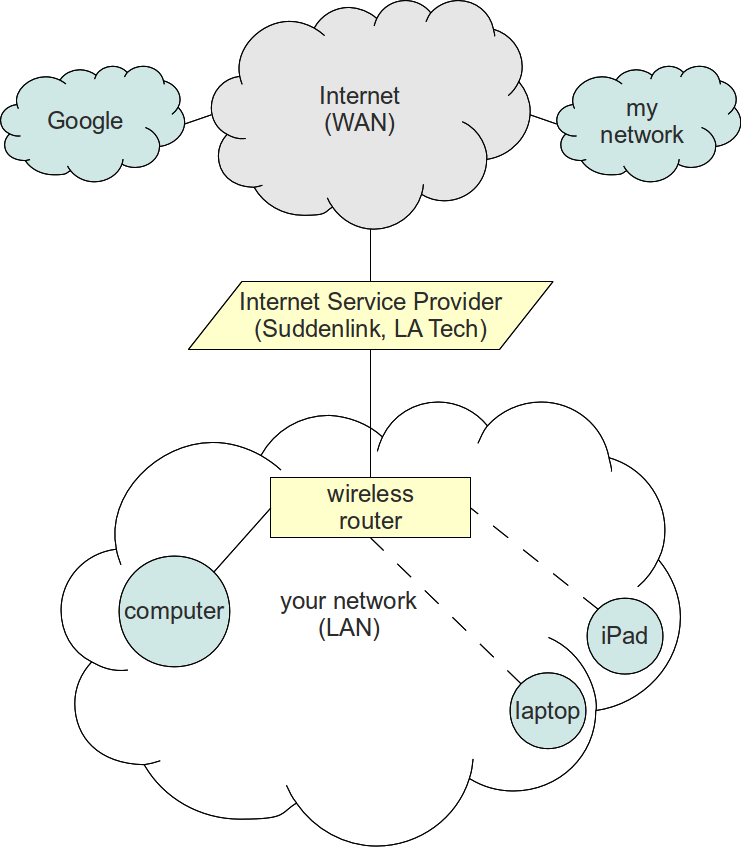 Internet
(WAN)
Google
my
network
Internet Service Provider
(Suddenlink, LA Tech)
wireless
router
computer
your network
(LAN)
iPad
laptop